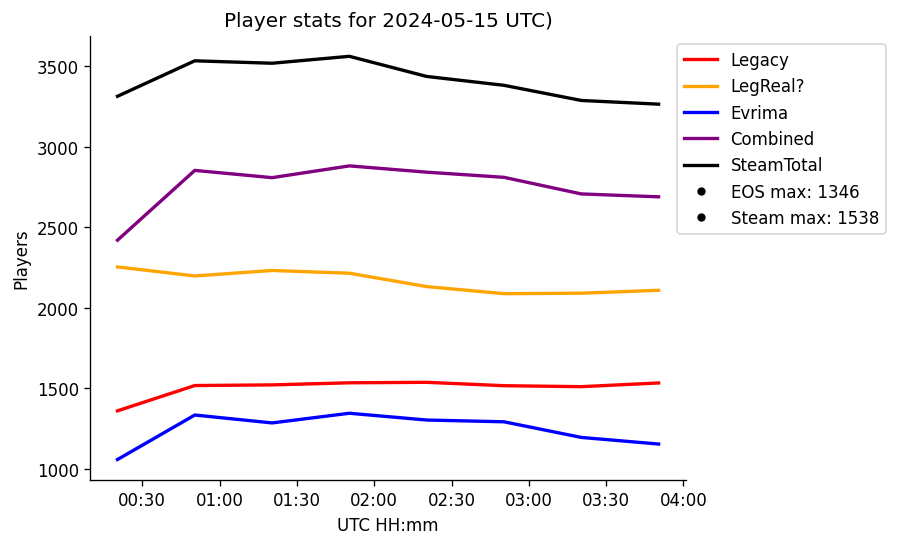 Player stats for 2024-05-15 UTC)
Players
3500
3000
2500
2000
1500
1000
00:30 01:00 01:30 02:00 02:30 03:00 03:30 04:00
UTC HH:mm
Legacy
LegReal?
Evrima
Combined
SteamTotal
EOS max: 1346
Steam max: 1538